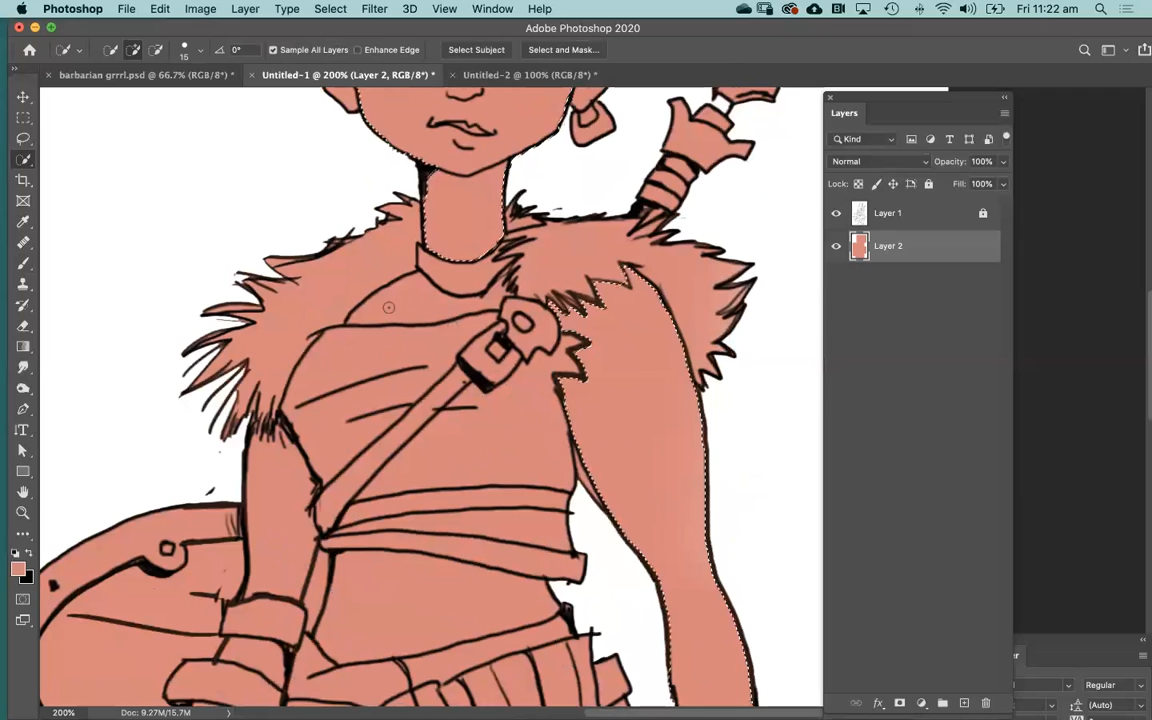 Photoshop File Edit Image Layer Type Select Filter 3D View Window Help Fri 11:22 am
Adobe Photoshop 2020
15 0° Sample All Layers Enhance Edge Select Subject Select and Mask...
barbarian grrrl.psd @ 66.7% (RGB/8*) * Untitled-1 @ 200% (Layer 2, RGB/8*) * Untitled-2 @ 100% (RGB/8*) *
Layers
Kind
Normal Opacity: 100%
Lock: Fill: 100%
Layer 1
Layer 2
Regular
(Auto)
200% Doc: 9.27M/15.7M